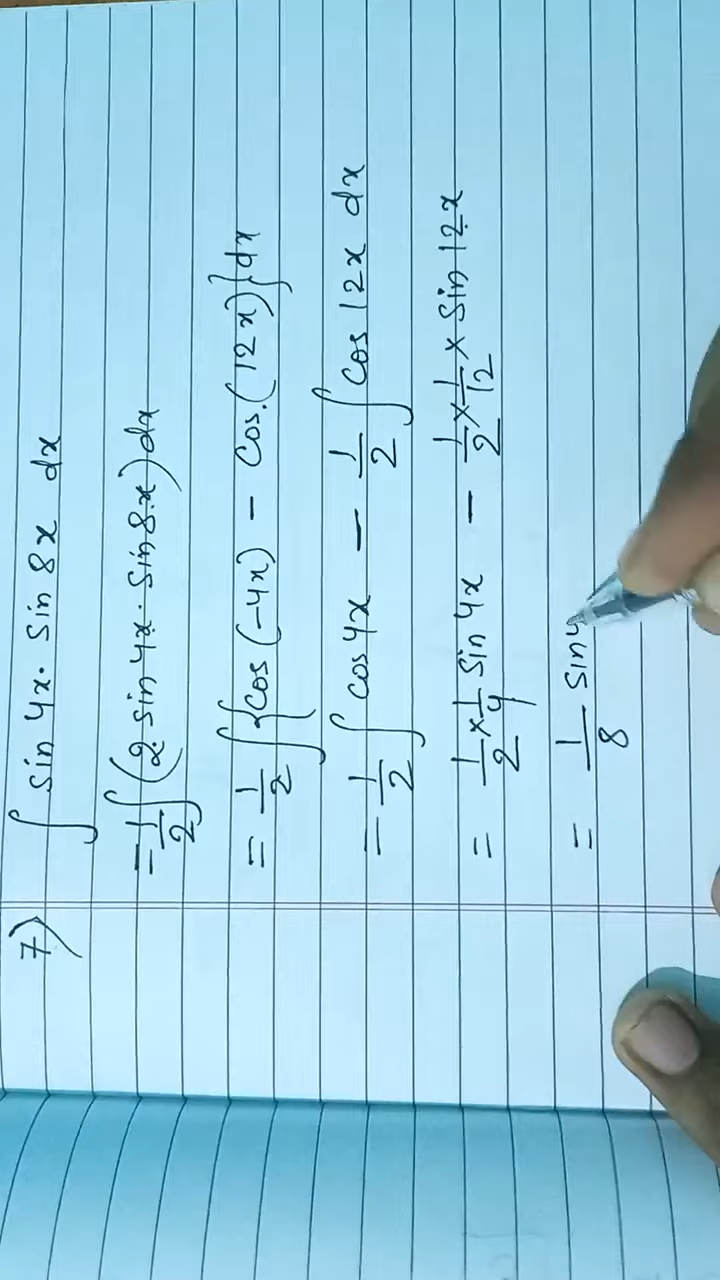 7) ∫ sin 4x · sin 8x dx
= 1/2 ∫ (2 sin 4x · sin 8x) dx
= 1/2 ∫ {cos (-4x) - cos (12x)} dx
= 1/2 ∫ cos 4x - 1/2 ∫ cos 12x dx
= 1/2 × 1/4 sin 4x - 1/2 × 1/12 × sin 12x
= 1/8 sin 4